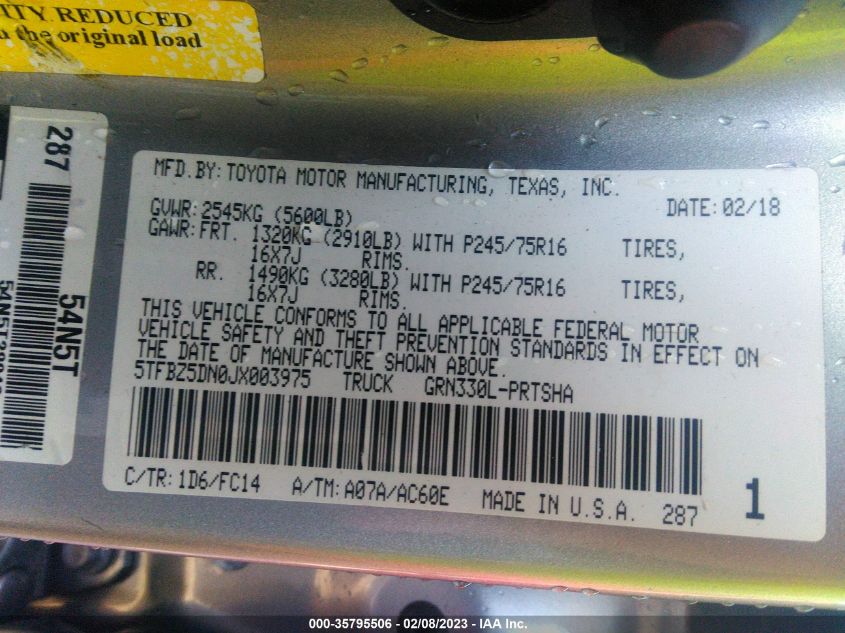 ITY REDUCED
the original load
287
54N5T
MFD.BY:TOYOTA MOTOR MANUFACTURING, TEXAS, INC.
DATE:02/18
GVWR:2545KG (5600LB)
GAWR:FRT. 1320KG (2910LB) WITH P245/75R16 TIRES,
16X7J RIMS.
RR. 1490KG (3280LB) WITH P245/75R16 TIRES,
16X7J RIMS.
THIS VEHICLE CONFORMS TO ALL APPLICABLE FEDERAL MOTOR
VEHICLE SAFETY AND THEFT PREVENTION STANDARDS IN EFFECT ON
THE DATE OF MANUFACTURE SHOWN ABOVE.
5TFBZ5DN0JX003975 TRUCK GRN330L-PRTSHA
C/TR:1D6/FC14 A/TM:A07A/AC60E MADE IN U.S.A. 287
1
000-35795506 - 02/08/2023 - IAA Inc.